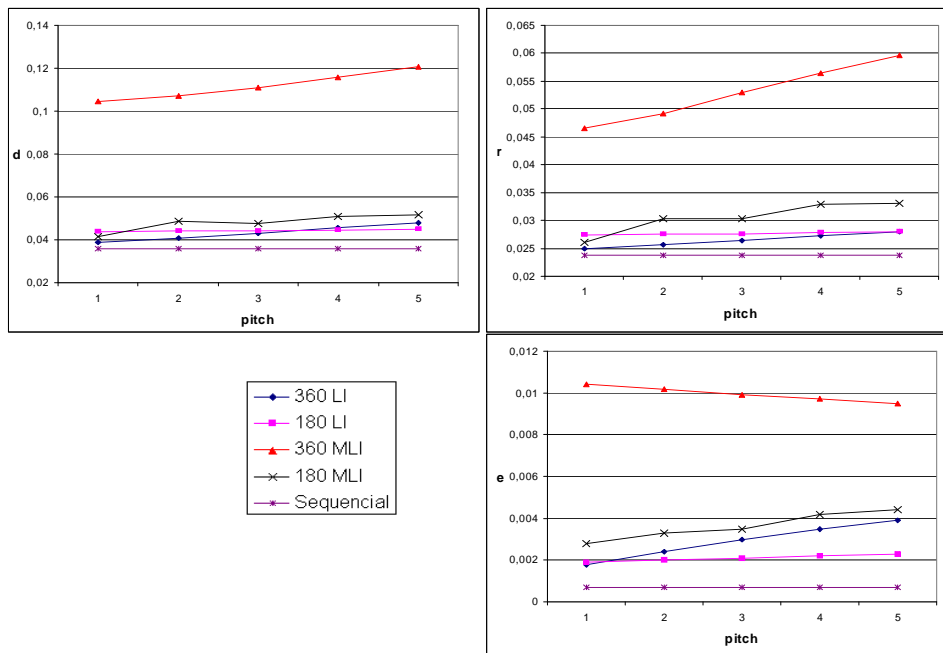 0,14
0,12
0,1
0,08
0,06
0,04
0,02
d
1 2 3 4 5
pitch
0,065
0,06
0,055
0,05
0,045
0,04
0,035
0,03
0,025
0,02
r
1 2 3 4 5
pitch
360 LI
180 LI
360 MLI
180 MLI
Sequencial
0,012
0,01
0,008
0,006
0,004
0,002
0
e
1 2 3 4 5
pitch